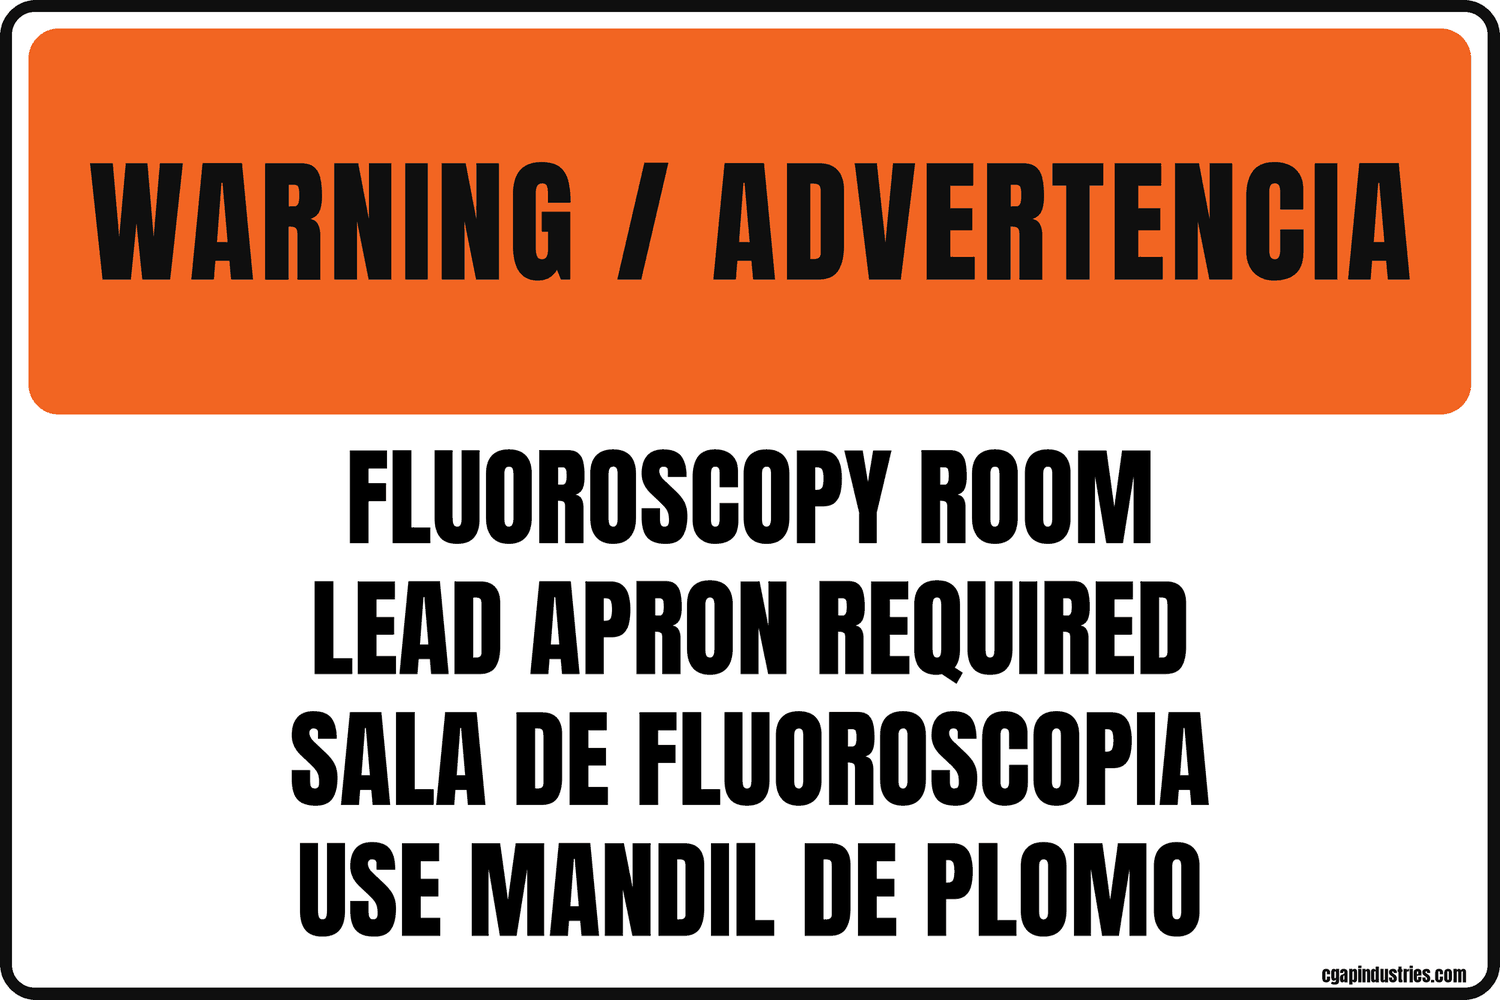 WARNING / ADVERTENCIA
FLUOROSCOPY ROOM
LEAD APRON REQUIRED
SALA DE FLUOROSCOPIA
USE MANDIL DE PLOMO
cgapindustries.com